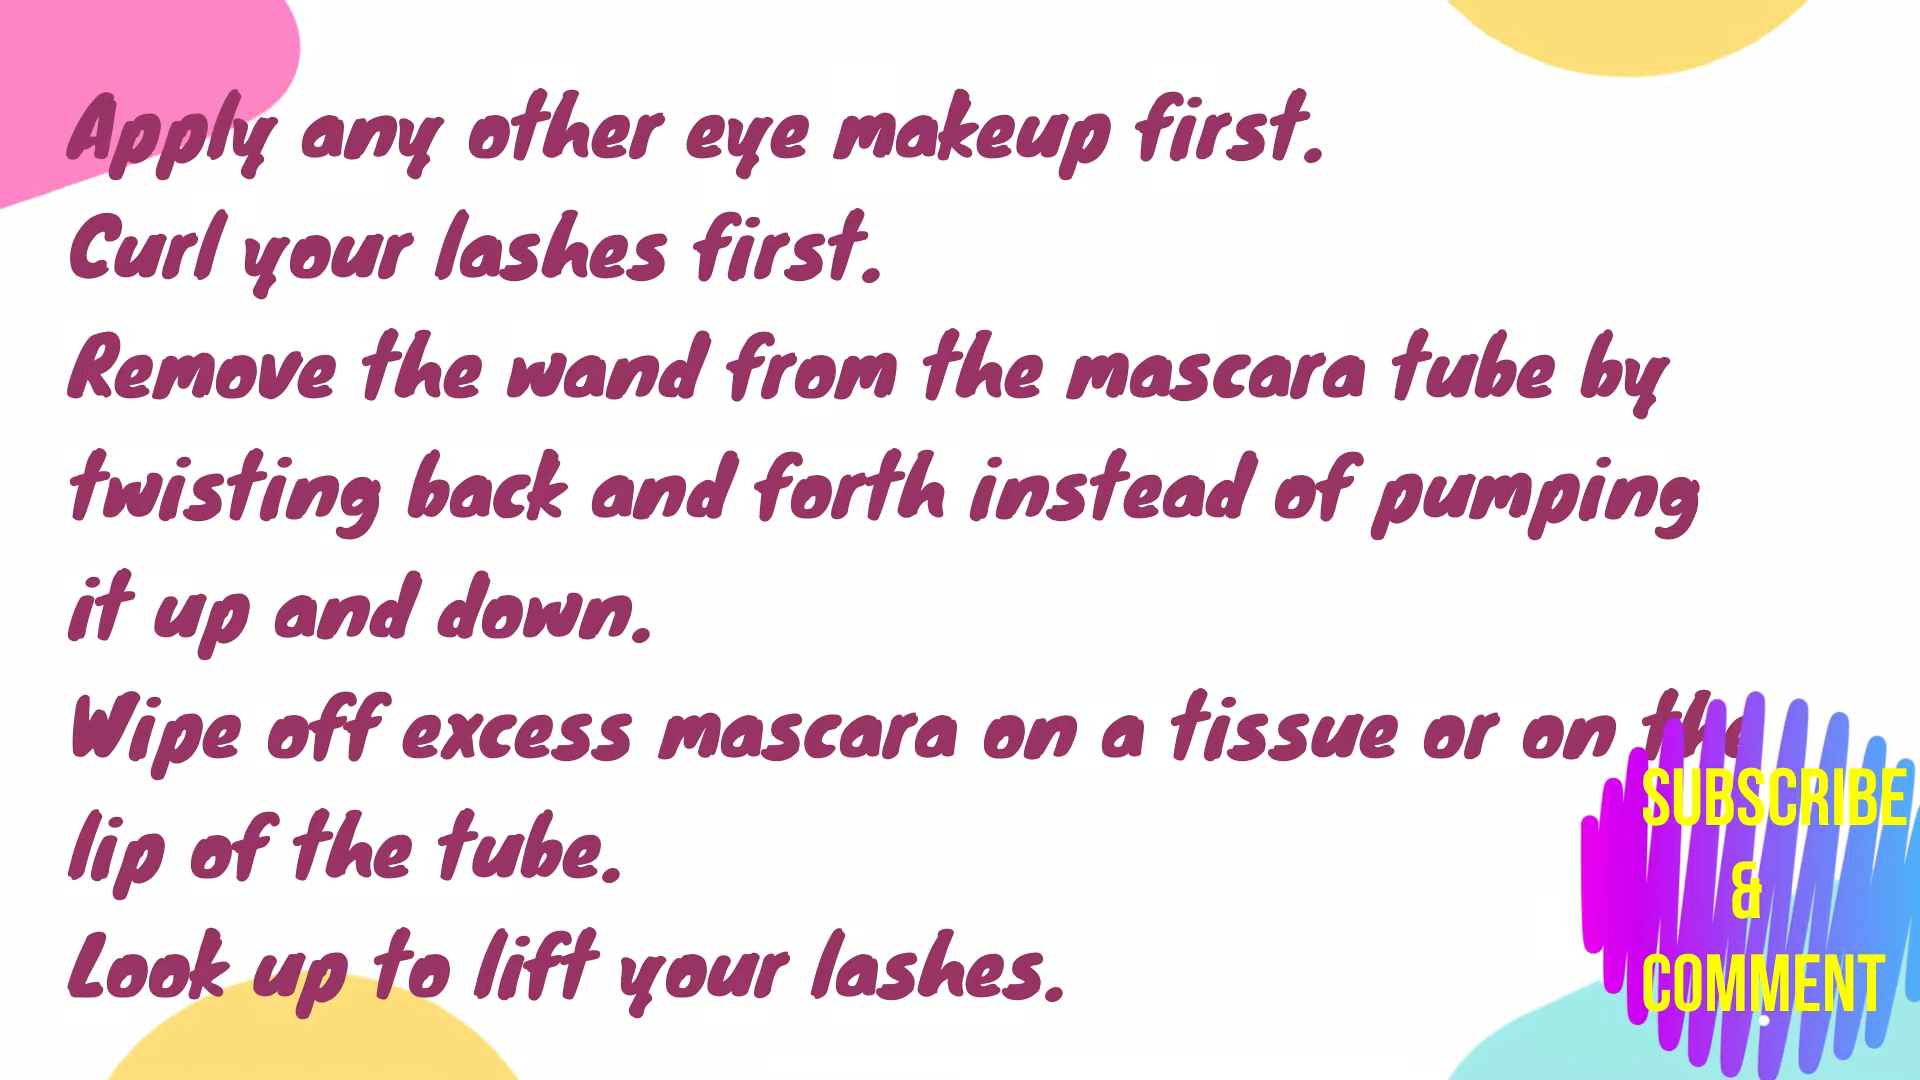 Apply any other eye makeup first.
Curl your lashes first.
Remove the wand from the mascara tube by
twisting back and forth instead of pumping
it up and down.
Wipe off excess mascara on a tissue or on the
lip of the tube.
Look up to lift your lashes.
SUBSCRIBE
&
COMMENT